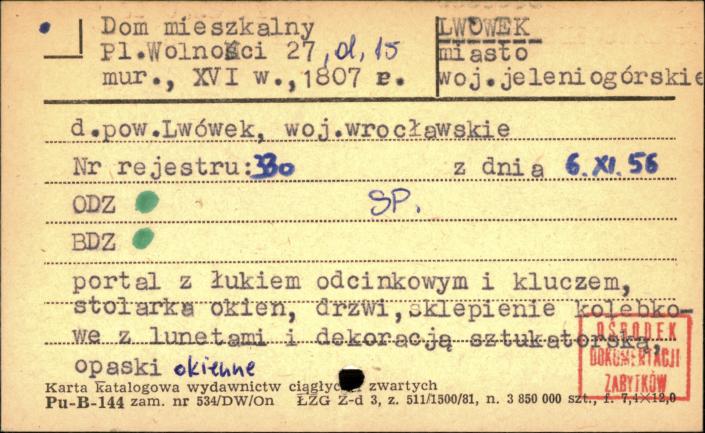 Dom mieszkalny
Pl.Wolności 27, ol, 15
mur., XVI w., 1807 r.
LWÓWEK
miasto
woj.jeleniogórskie
d.pow.Lwówek, woj.wrocławskie
Nr rejestru: 330 z dnia 6.XI.56
ODZ SP.
BDZ
portal z łukiem odcinkowym i kluczem,
stolarka okien, drzwi, sklepienie kolebko-
we z lunetami i dekoracją sztukatorską,
opaski okienne
OŚRODEK
DOKUMENTACJI
ZABYTKÓW
Karta katalogowa wydawnictw ciągłych zwartych
Pu-B-144 zam. nr 534/DW/On ŁZG Z-d 3, z. 511/1500/81, n. 3 850 000 szt., f. 7,4×12,0